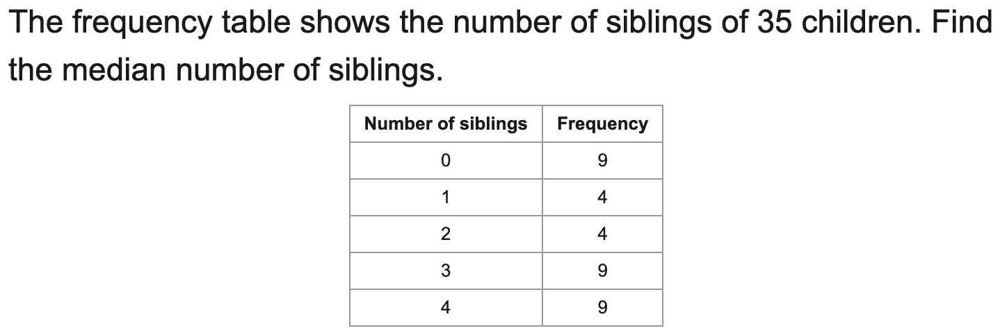 The frequency table shows the number of siblings of 35 children. Find
the median number of siblings.
Number of siblings Frequency
0 9
1 4
2 4
3 9
4 9